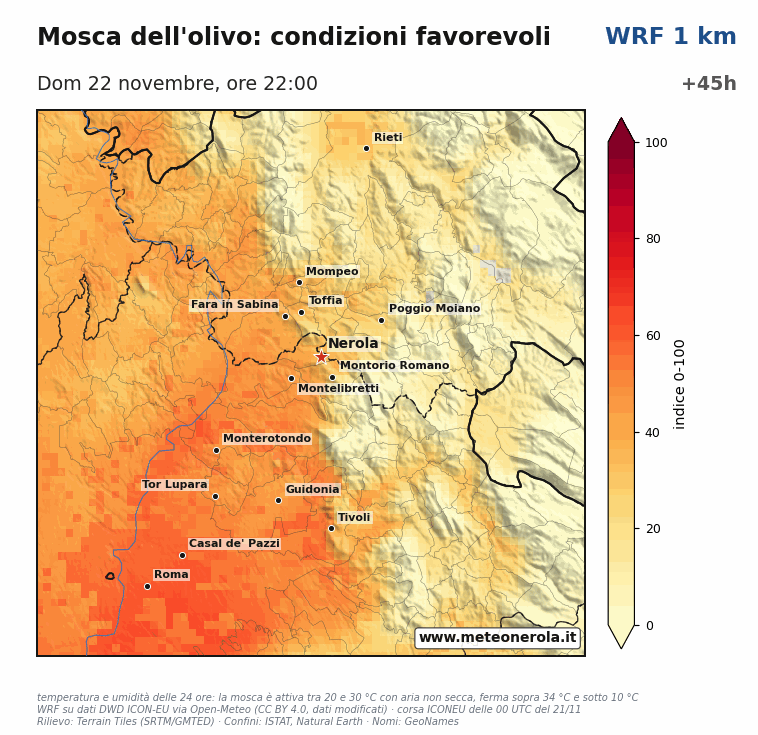 Mosca dell'olivo: condizioni favorevoli
WRF 1 km
Dom 22 novembre, ore 22:00
+45h
Rieti
Mompeo
Fara in Sabina
Toffia
Poggio Moiano
Nerola
Montorio Romano
Montelibretti
Monterotondo
Tor Lupara
Guidonia
Tivoli
Casal de' Pazzi
Roma
www.meteonerola.it
100
80
60
40
20
0
indice 0-100
temperatura e umidità delle 24 ore: la mosca è attiva tra 20 e 30 °C con aria non secca, ferma sopra 34 °C e sotto 10 °C
WRF su dati DWD ICON-EU via Open-Meteo (CC BY 4.0, dati modificati) · corsa ICONEU delle 00 UTC del 21/11
Rilievo: Terrain Tiles (SRTM/GMTED) · Confini: ISTAT, Natural Earth · Nomi: GeoNames